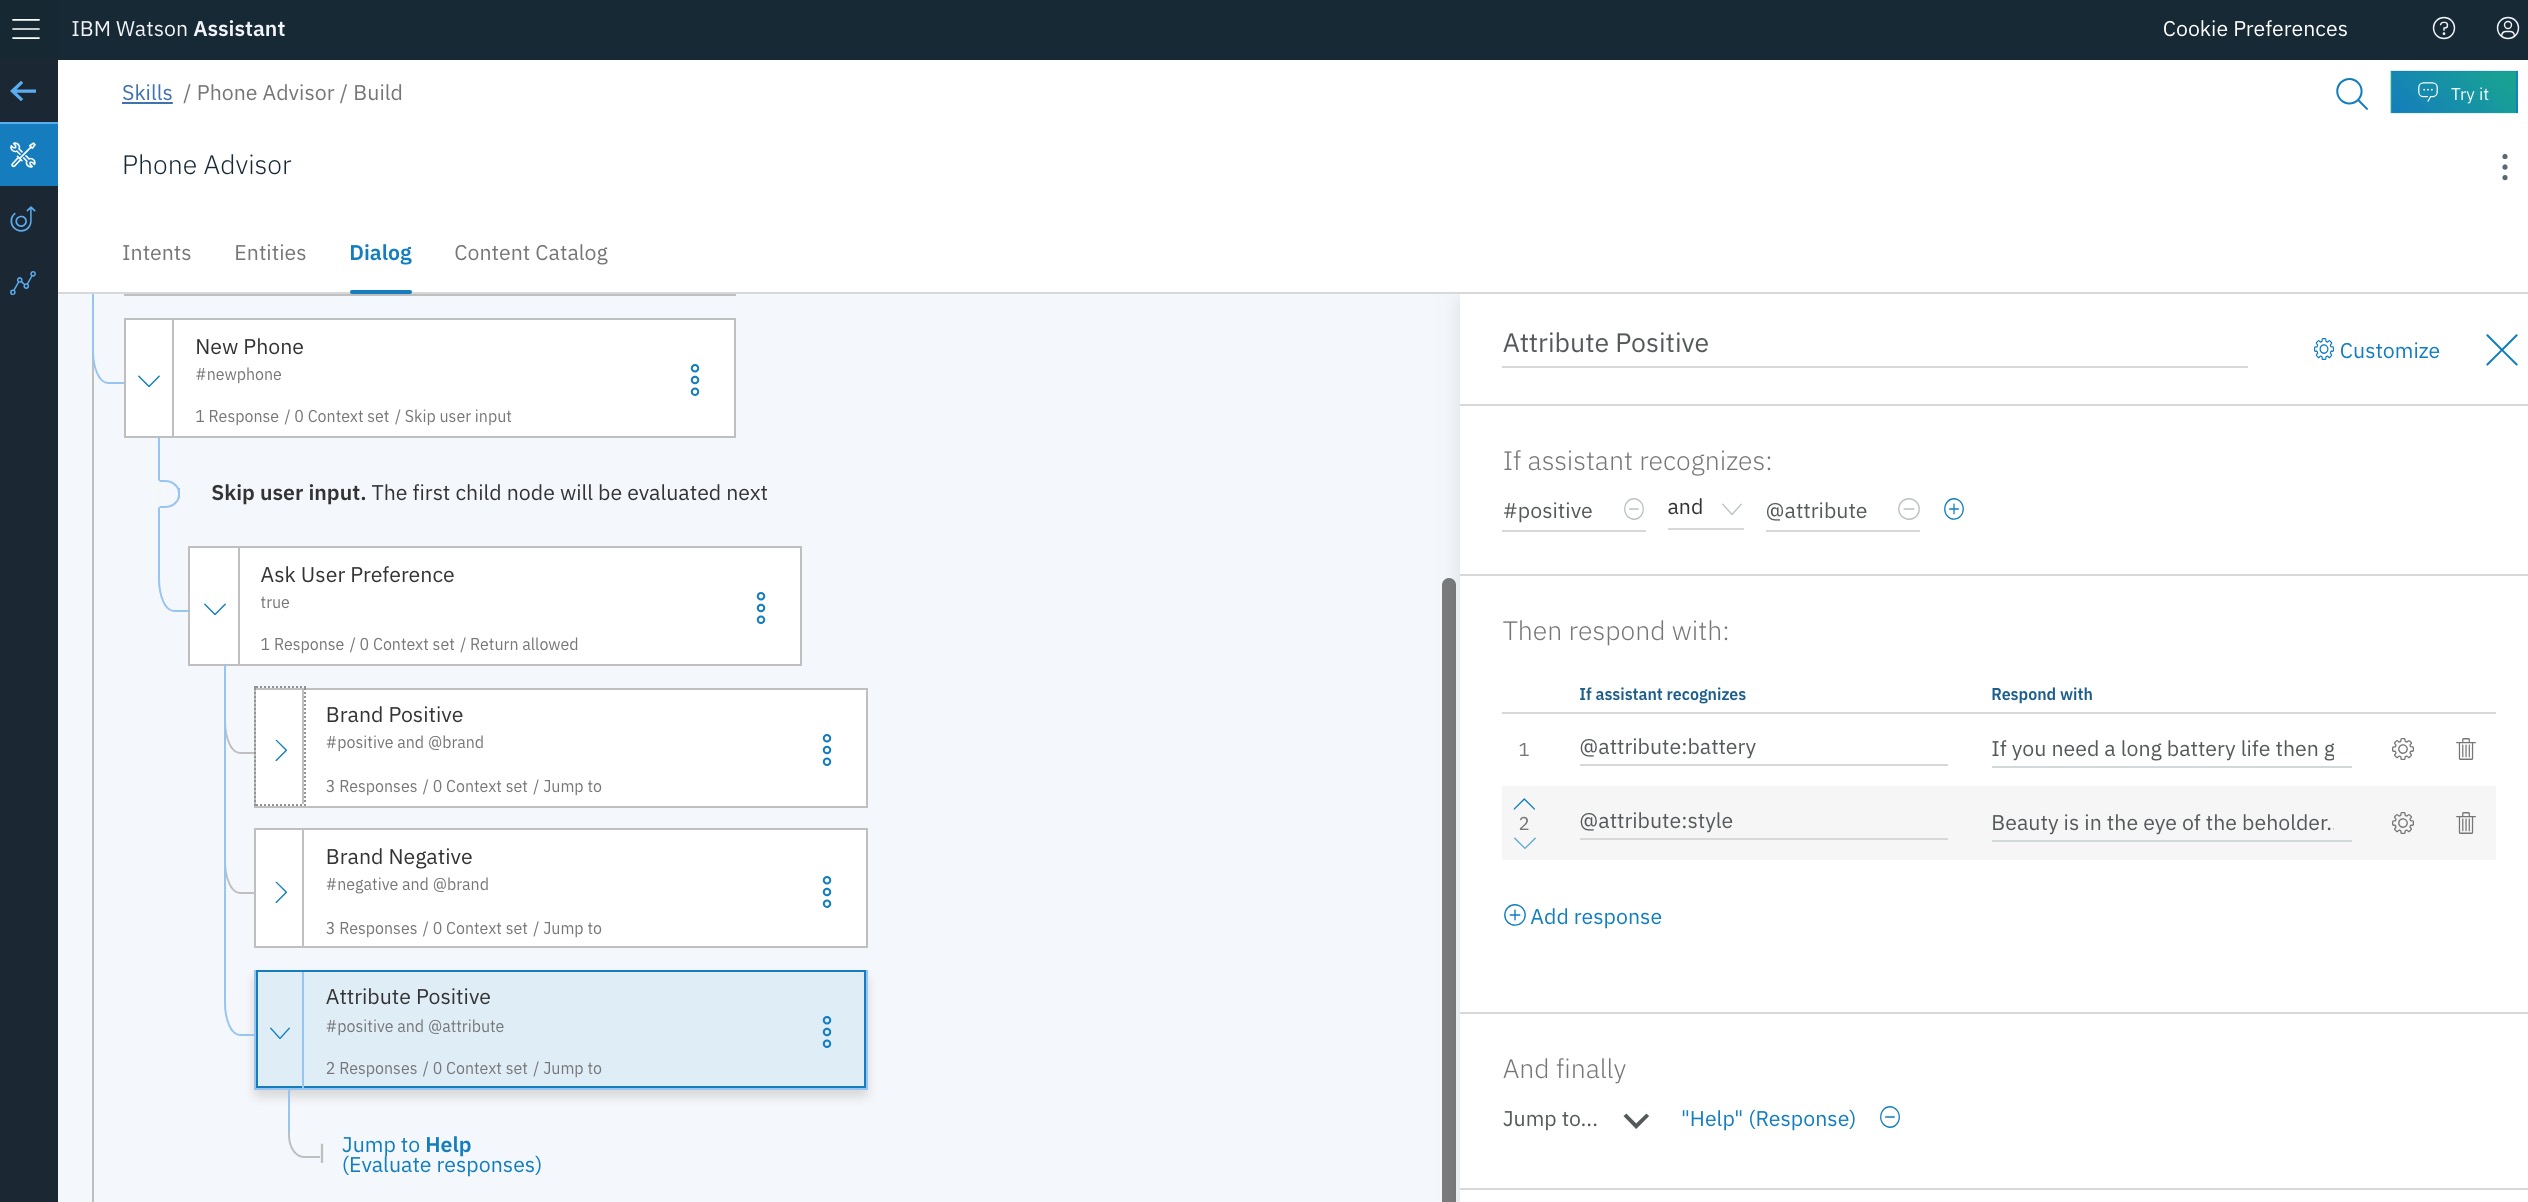 IBM Watson Assistant
Cookie Preferences
Skills / Phone Advisor / Build
Try it
Phone Advisor
Intents
Entities
Dialog
Content Catalog
New Phone
#newphone
1 Response / 0 Context set / Skip user input
Skip user input. The first child node will be evaluated next
Ask User Preference
true
1 Response / 0 Context set / Return allowed
Brand Positive
#positive and @brand
3 Responses / 0 Context set / Jump to
Brand Negative
#negative and @brand
3 Responses / 0 Context set / Jump to
Attribute Positive
#positive and @attribute
2 Responses / 0 Context set / Jump to
Jump to Help
(Evaluate responses)
Attribute Positive
Customize
If assistant recognizes:
#positive and @attribute
Then respond with:
If assistant recognizes
Respond with
1 @attribute:battery If you need a long battery life then g
2 @attribute:style Beauty is in the eye of the beholder.
Add response
And finally
Jump to... "Help" (Response)